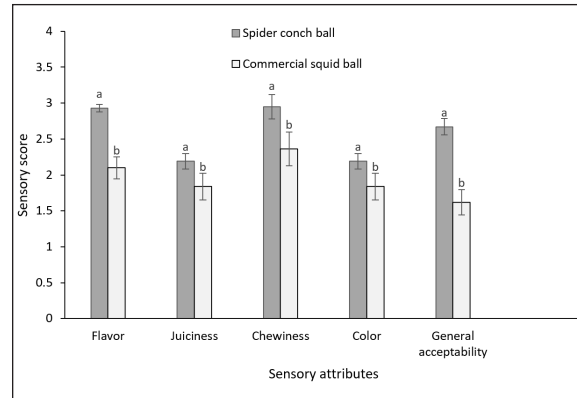 4
Spider conch ball
3.5
Commercial squid ball
a
a
3
a
b
2.5
a
a
b
b
b
2
b
1.5
1
0.5
0
Sensory score
Flavor
Juiciness
Chewiness
Color
General
acceptability
Sensory attributes